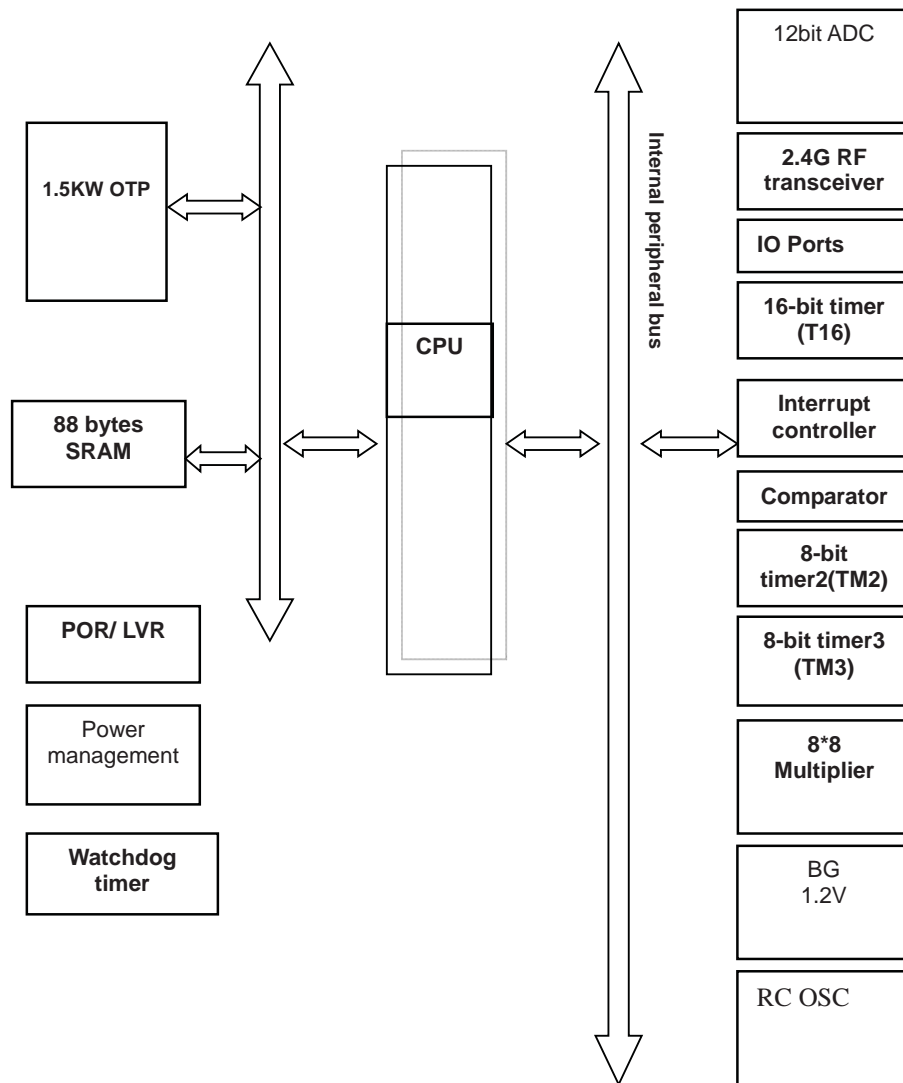 1.5KW OTP
88 bytes
SRAM
POR/ LVR
Power
management
Watchdog
timer
CPU
Internal peripheral bus
12bit ADC
2.4G RF
transceiver
IO Ports
16-bit timer
(T16)
Interrupt
controller
Comparator
8-bit
timer2(TM2)
8-bit timer3
(TM3)
8*8
Multiplier
BG
1.2V
RC OSC